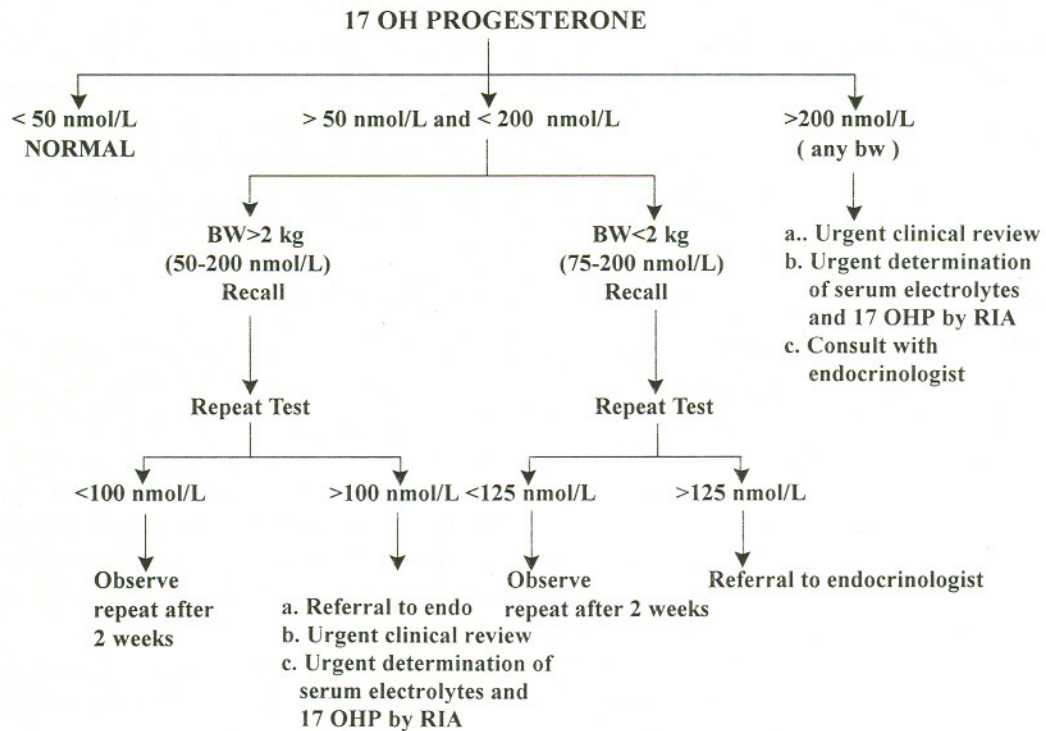 17 OH PROGESTERONE
< 50 nmol/L
NORMAL
> 50 nmol/L and < 200 nmol/L
>200 nmol/L
( any bw )
BW>2 kg
(50-200 nmol/L)
Recall
BW<2 kg
(75-200 nmol/L)
Recall
a.. Urgent clinical review
b. Urgent determination
of serum electrolytes
and 17 OHP by RIA
c. Consult with
endocrinologist
Repeat Test
Repeat Test
<100 nmol/L
>100 nmol/L
<125 nmol/L
>125 nmol/L
Observe
repeat after
2 weeks
a. Referral to endo
b. Urgent clinical review
c. Urgent determination of
serum electrolytes and
17 OHP by RIA
Observe
repeat after 2 weeks
Referral to endocrinologist